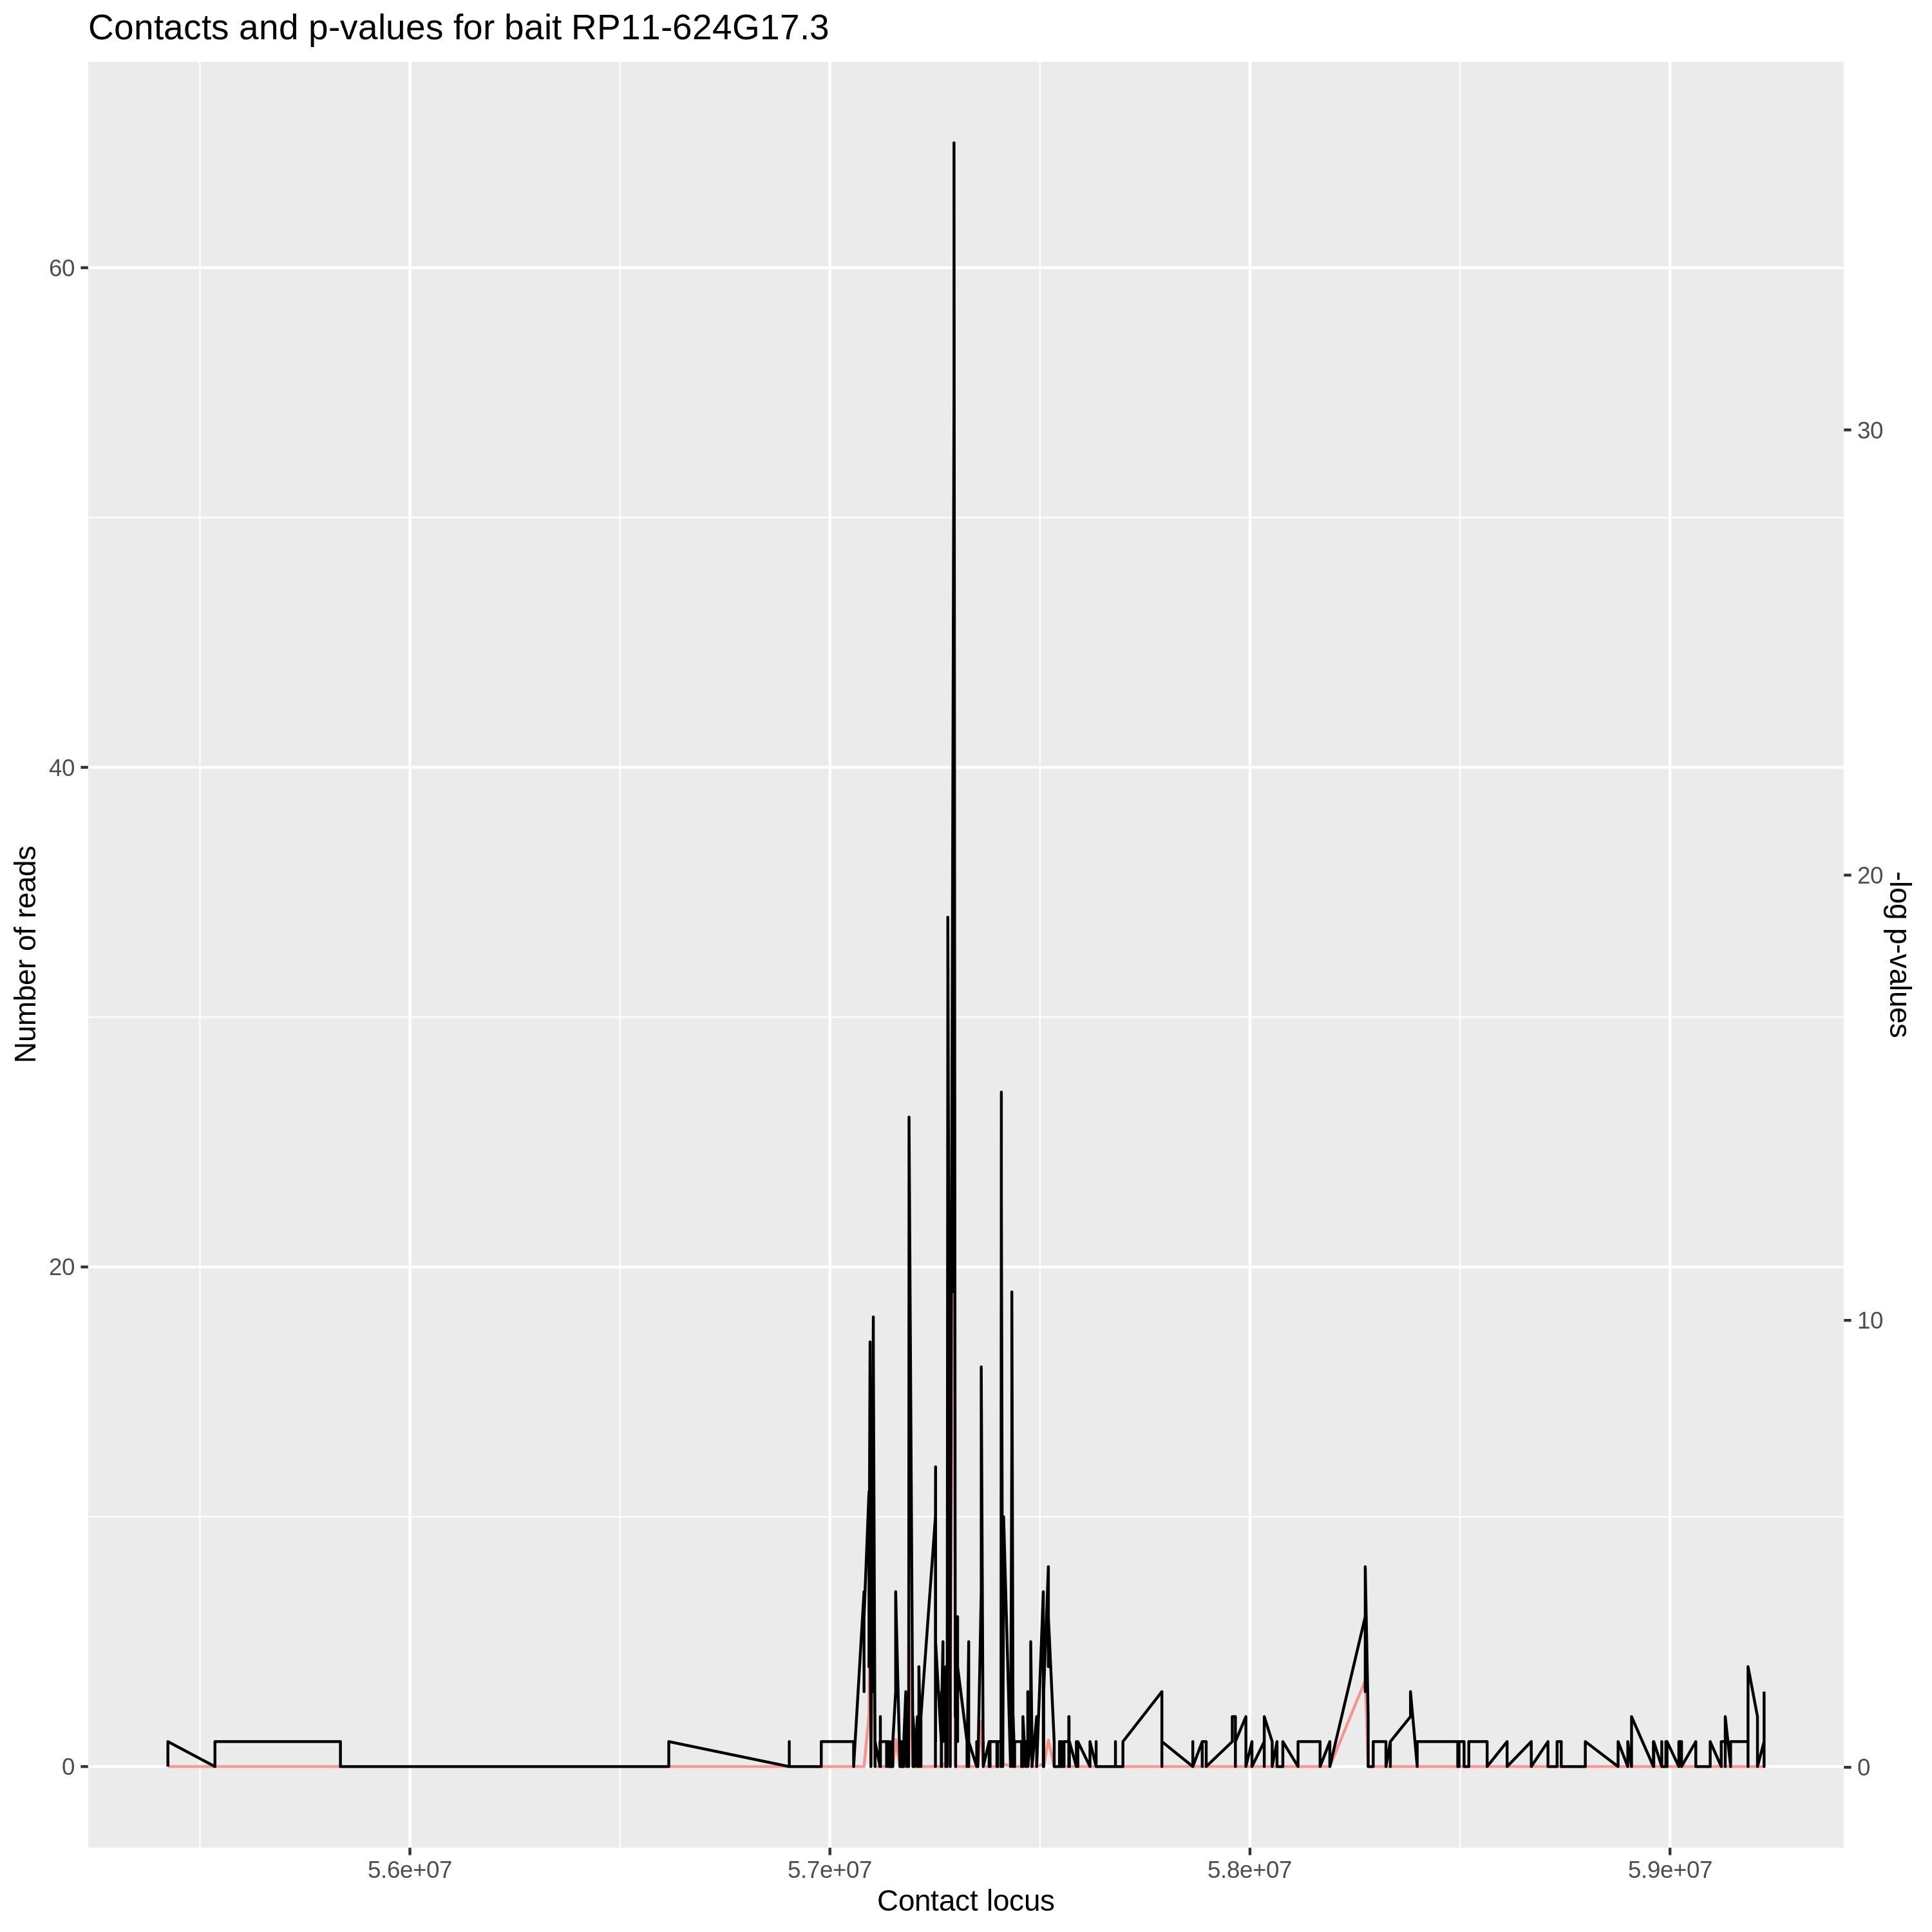 Contacts and p-values for bait RP11-624G17.3
60
40
20
0
Number of reads
30
20
10
0
-log p-values
5.6e+07
5.7e+07
5.8e+07
5.9e+07
Contact locus